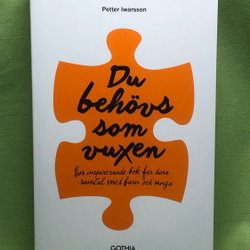 Petter Iwarsson
Du
behövs
som
vuxen
En inspirerande bok för dina
samtal med barn och unga
GOTHIA